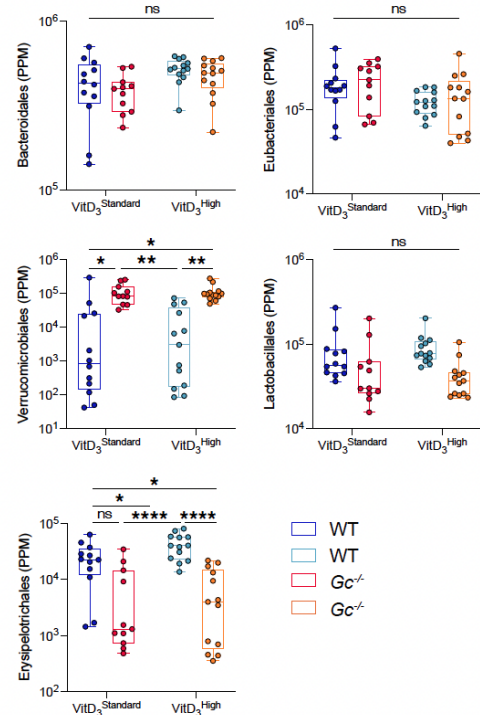 ns
Bacteroidales (PPM)
10⁶
10⁵
VitD₃Standard VitD₃High
ns
Eubacteriales (PPM)
10⁶
10⁵
10⁴
VitD₃Standard VitD₃High
*
* ** **
Verrucomicrobiales (PPM)
10⁶
10⁵
10⁴
10³
10²
10¹
VitD₃Standard VitD₃High
ns
Lactobacillales (PPM)
10⁶
10⁵
10⁴
VitD₃Standard VitD₃High
*
*
ns **** ****
Erysipelotrichales (PPM)
10⁵
10⁴
10³
10²
VitD₃Standard VitD₃High
WT
WT
Gc⁻/⁻
Gc⁻/⁻